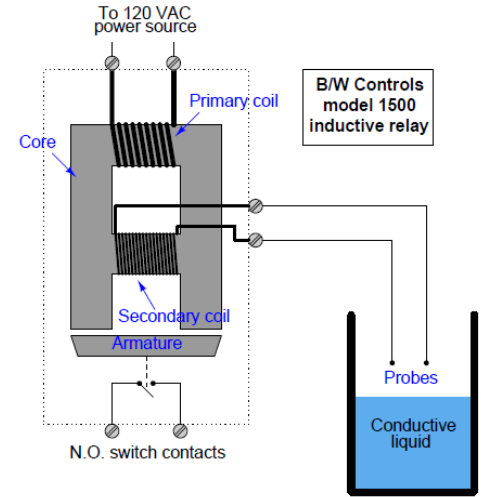 To 120 VAC
power source
B/W Controls
model 1500
inductive relay
Primary coil
Core
Secondary coil
Armature
Probes
Conductive
liquid
N.O. switch contacts